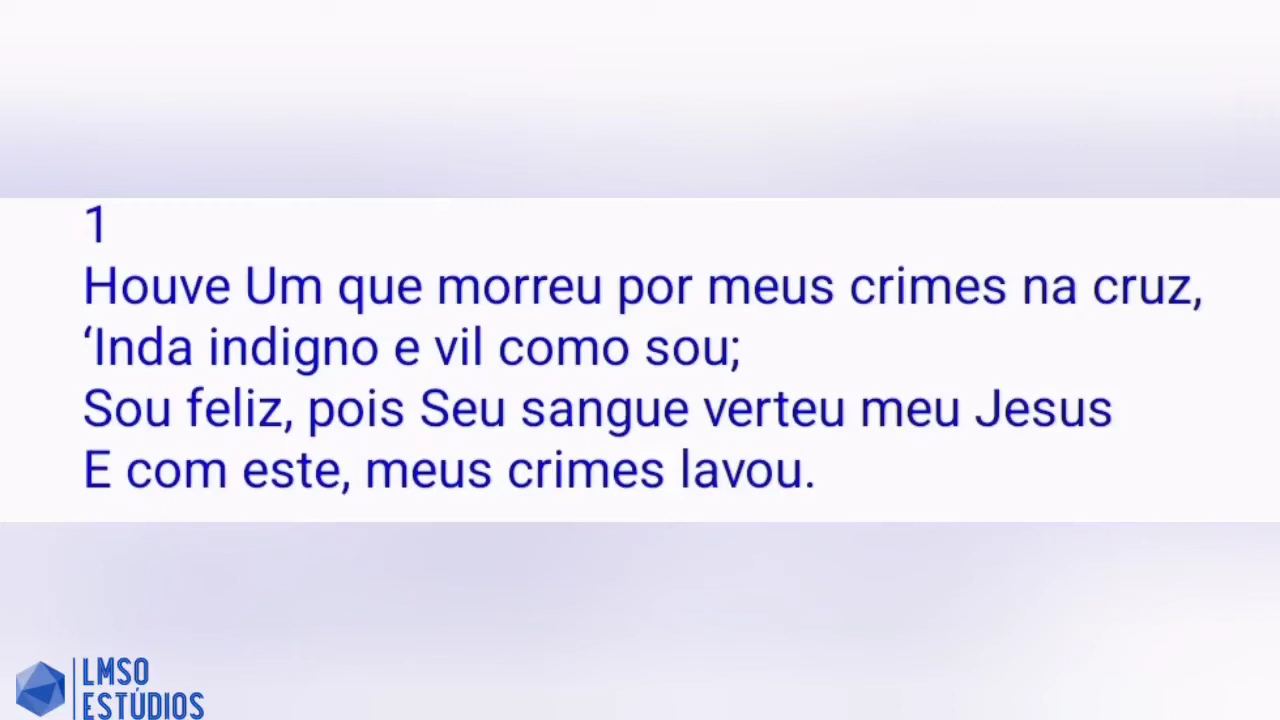 1
Houve Um que morreu por meus crimes na cruz,
‘Inda indigno e vil como sou;
Sou feliz, pois Seu sangue verteu meu Jesus
E com este, meus crimes lavou.
LMSO
ESTÚDIOS